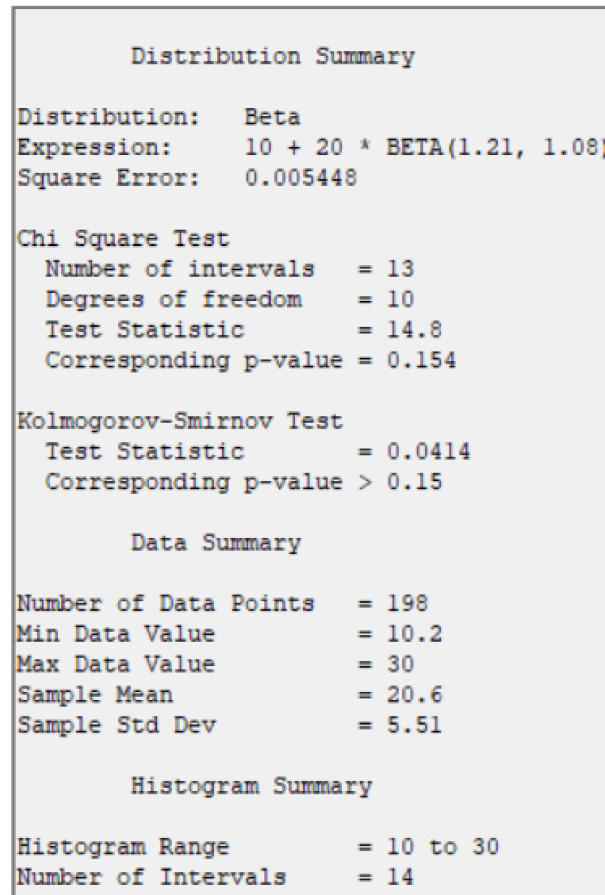 Distribution Summary
Distribution: Beta
Expression: 10 + 20 * BETA(1.21, 1.08)
Square Error: 0.005448
Chi Square Test
Number of intervals = 13
Degrees of freedom = 10
Test Statistic = 14.8
Corresponding p-value = 0.154
Kolmogorov-Smirnov Test
Test Statistic = 0.0414
Corresponding p-value > 0.15
Data Summary
Number of Data Points = 198
Min Data Value = 10.2
Max Data Value = 30
Sample Mean = 20.6
Sample Std Dev = 5.51
Histogram Summary
Histogram Range = 10 to 30
Number of Intervals = 14